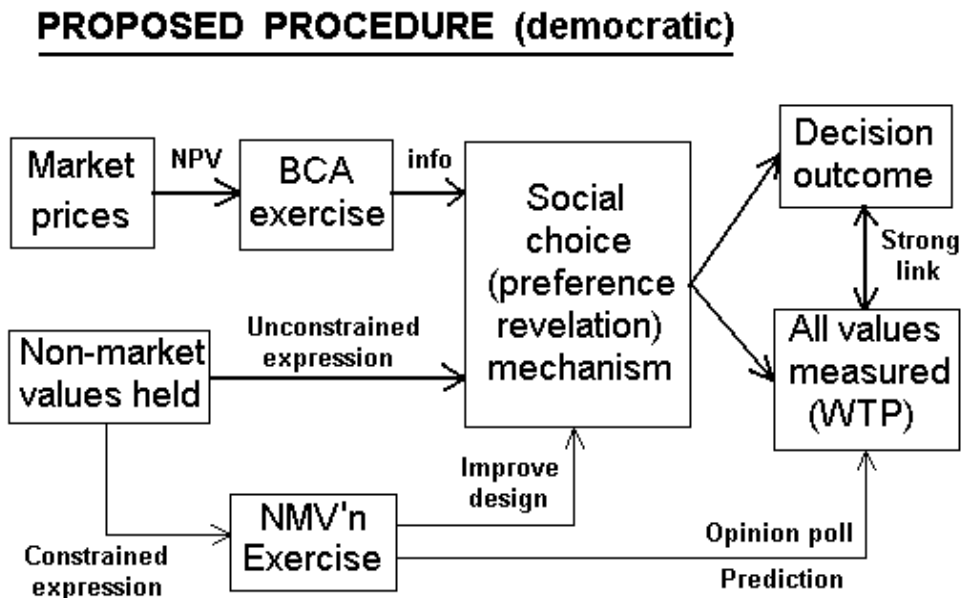 PROPOSED PROCEDURE (democratic)
Market
prices
NPV
BCA
exercise
info
Social
choice
(preference
revelation)
mechanism
Decision
outcome
Strong
link
All values
measured
(WTP)
Non-market
values held
Unconstrained
expression
Constrained
expression
NMV'n
Exercise
Improve
design
Opinion poll
Prediction